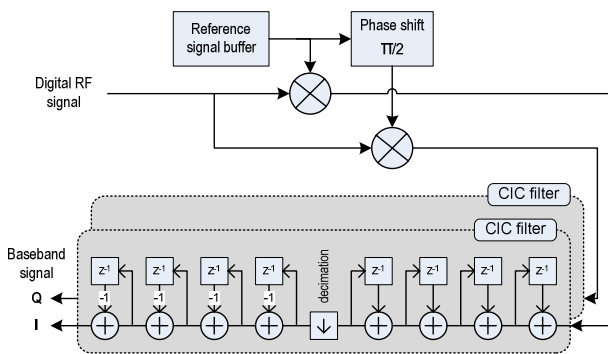 Reference
signal buffer
Phase shift
π/2
Digital RF
signal
CIC filter
CIC filter
Baseband
signal
Q
I
z⁻¹
z⁻¹
z⁻¹
z⁻¹
decimation
z⁻¹
z⁻¹
z⁻¹
z⁻¹
-1
-1
-1
-1